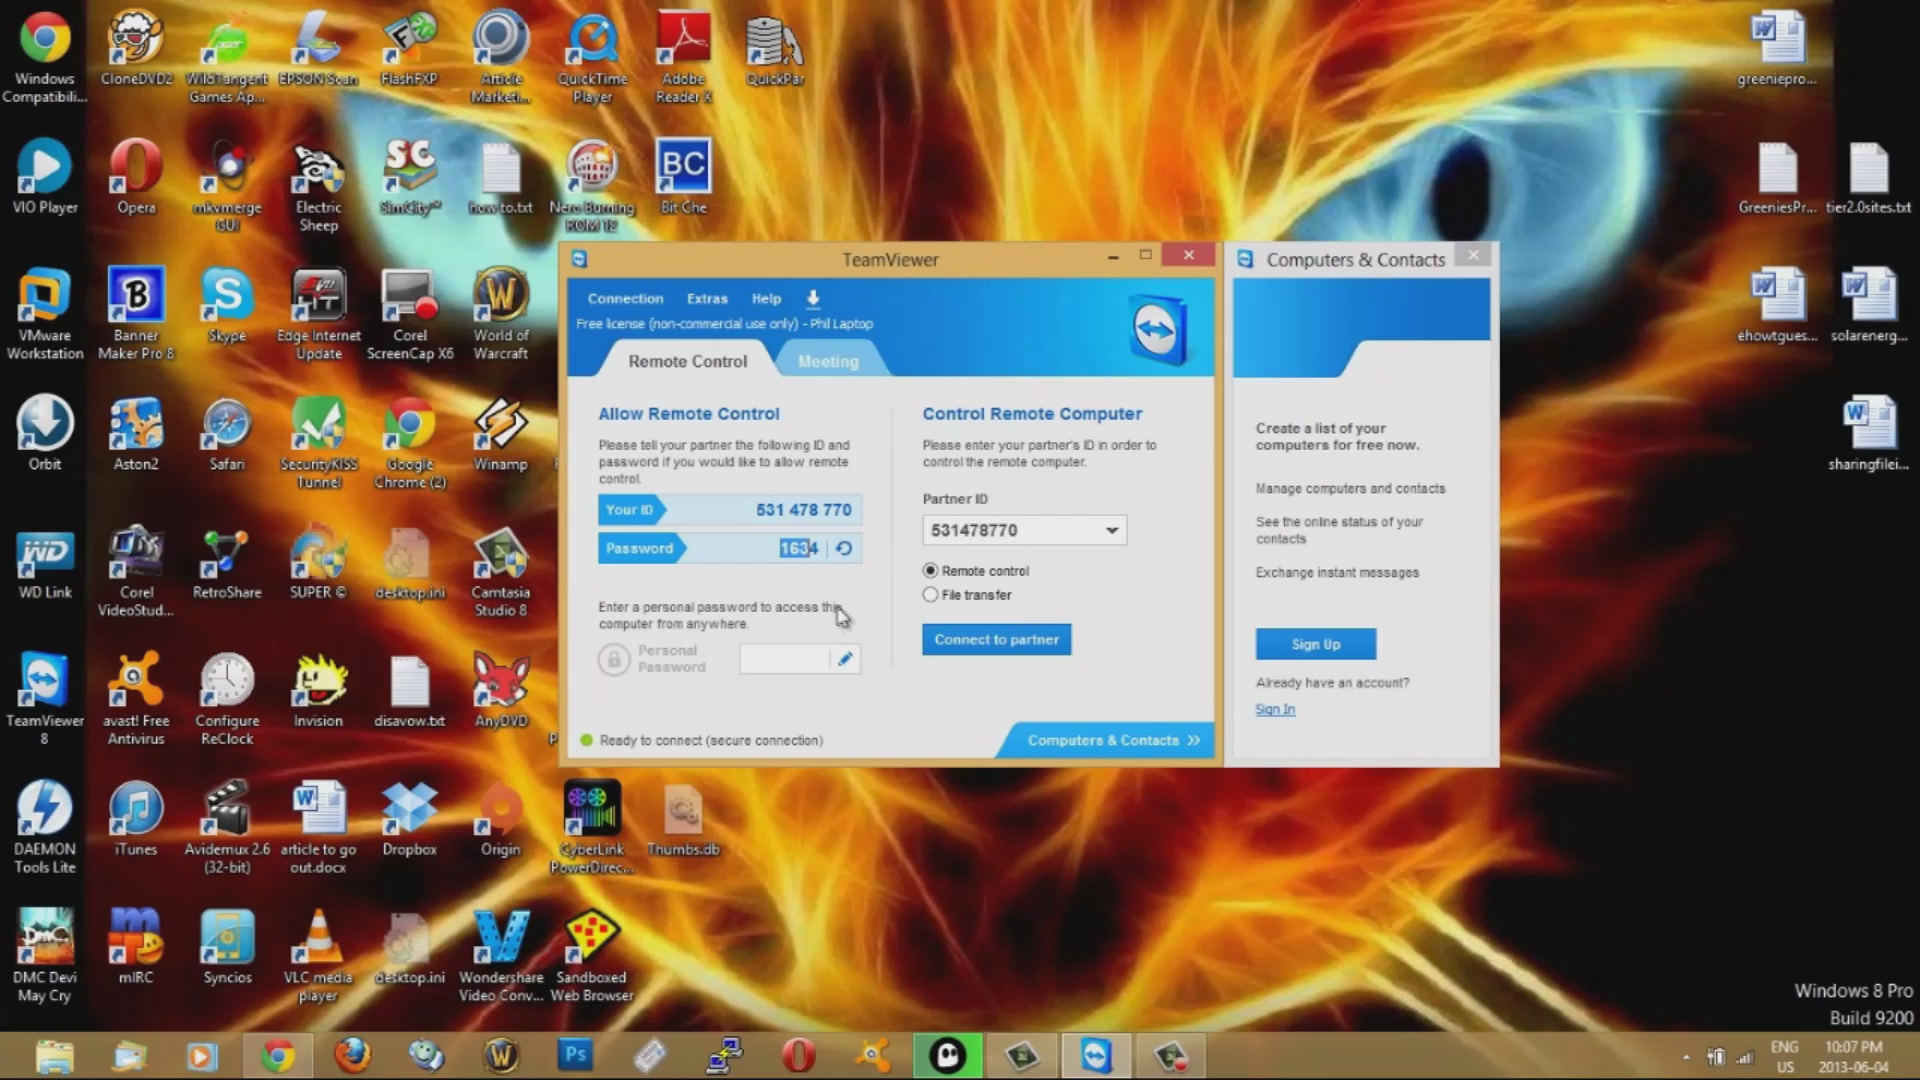 Windows
Compatibili...
CloneDVD2
WildTangent
Games Ap...
EPSON Scan
FlashFXP
Article
Marketi...
QuickTime
Player
Adobe
Reader X
QuickPar
greeniepro...
VIO Player
Opera
mkvmerge
GUI
Electric
Sheep
SC
SimCity™
how-to.txt
Nero Burning
ROM 12
BC
Bit Che
GreeniesPr...
tier2.0sites.txt
VMware
Workstation
B
Banner
Maker Pro 8
Skype
Edge Internet
Update
Corel
ScreenCap X6
World of
Warcraft
ehowtgues...
solarenerg...
Orbit
Aston2
Safari
SecurityKISS
Tunnel
Google
Chrome (2)
Winamp
sharingfilei...
WD
WD Link
Corel
VideoStud...
RetroShare
SUPER ©
desktop.ini
Camtasia
Studio 8
TeamViewer
8
avast! Free
Antivirus
Configure
ReClock
Invision
disavow.txt
AnyDVD
DAEMON
Tools Lite
iTunes
Avidemux 2.6
(32-bit)
article to go
out.docx
Dropbox
Origin
CyberLink
PowerDirec...
Thumbs.db
DMC Devi
May Cry
mIRC
Syncios
VLC media
player
desktop.ini
Wondershare
Video Conv...
Sandboxed
Web Browser
TeamViewer
Connection Extras Help
Free license (non-commercial use only) - Phil Laptop
Remote Control
Meeting
Allow Remote Control
Please tell your partner the following ID and
password if you would like to allow remote
control.
Your ID 531 478 770
Password 1634
Enter a personal password to access this
computer from anywhere.
Personal
Password
Ready to connect (secure connection)
Control Remote Computer
Please enter your partner's ID in order to
control the remote computer.
Partner ID
531478770
Remote control
File transfer
Connect to partner
Computers & Contacts >>
Computers & Contacts
Create a list of your
computers for free now.
Manage computers and contacts
See the online status of your
contacts
Exchange instant messages
Sign Up
Already have an account?
Sign In
Windows 8 Pro
Build 9200
Ps
ENG
US
10:07 PM
2013-06-04